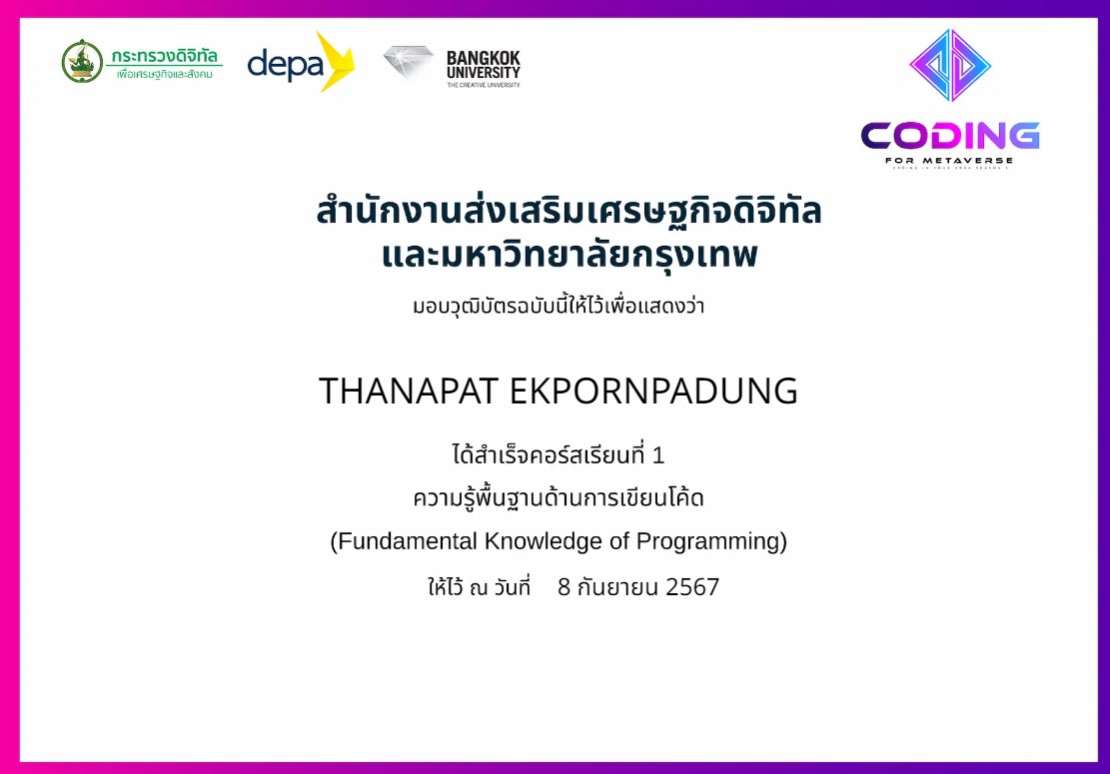 กระทรวงดิจิทัล
เพื่อเศรษฐกิจและสังคม
depa
BANGKOK
UNIVERSITY
THE CREATIVE UNIVERSITY
CODING
FOR METAVERSE
สำนักงานส่งเสริมเศรษฐกิจดิจิทัล
และมหาวิทยาลัยกรุงเทพ
มอบวุฒิบัตรฉบับนี้ให้ไว้เพื่อแสดงว่า
THANAPAT EKPORNPADUNG
ได้สำเร็จคอร์สเรียนที่ 1
ความรู้พื้นฐานด้านการเขียนโค้ด
(Fundamental Knowledge of Programming)
ให้ไว้ ณ วันที่ 8 กันยายน 2567